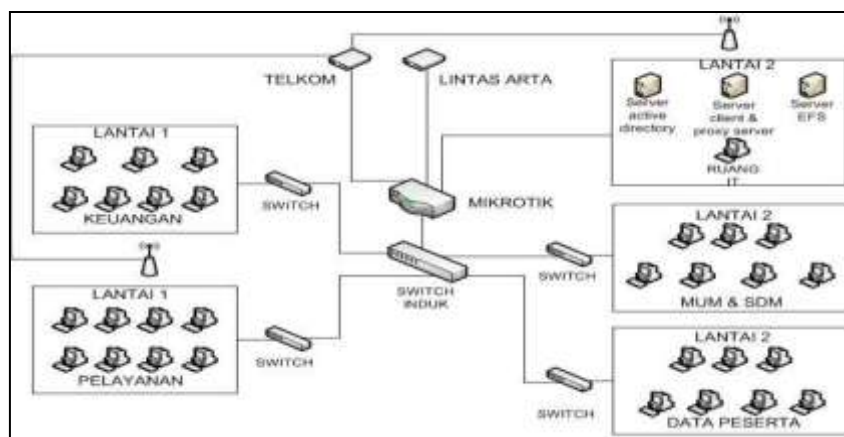 TELKOM
LINTAS ARTA
LANTAI 2
Server
active
directory
Server
client &
proxy server
Server
EFS
RUANG
IT
LANTAI 1
KEUANGAN
SWITCH
MIKROTIK
LANTAI 2
MUM & SDM
SWITCH
SWITCH
INDUK
LANTAI 1
PELAYANAN
SWITCH
LANTAI 2
DATA PESERTA
SWITCH